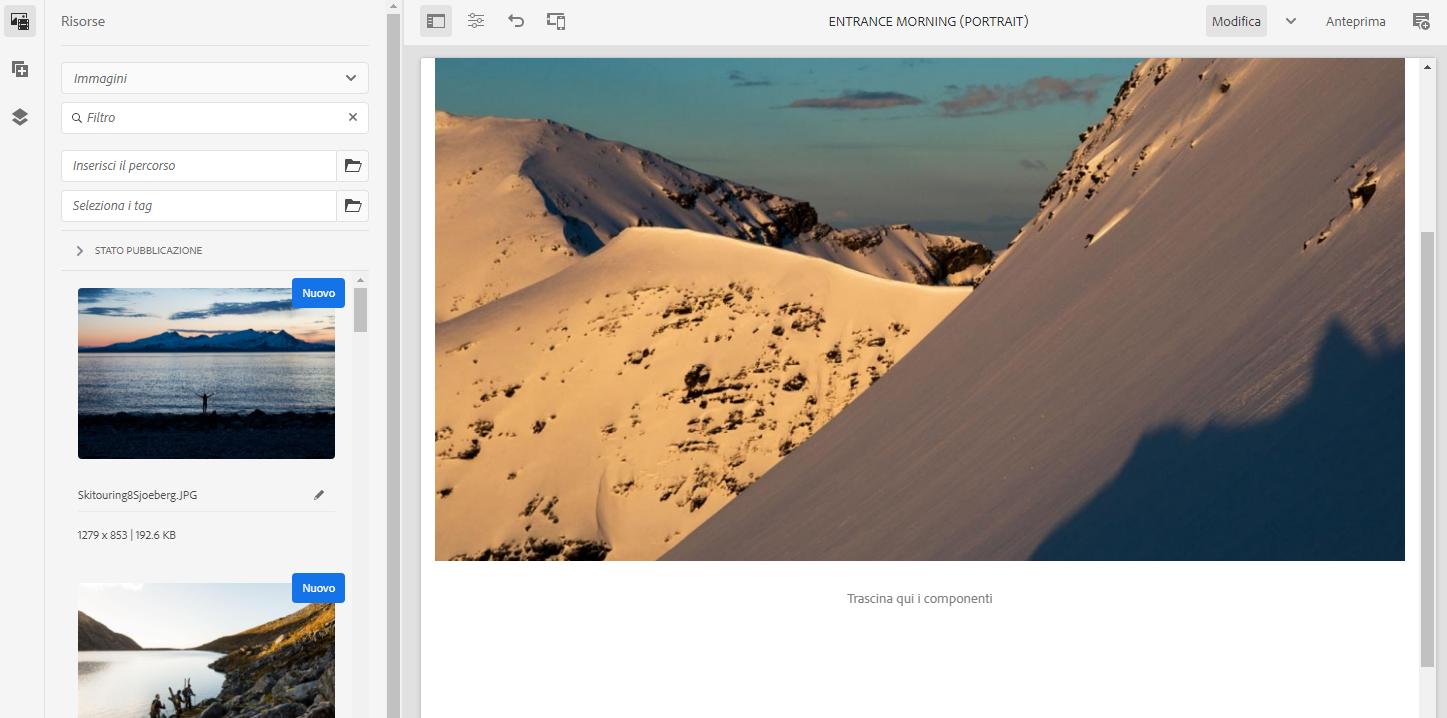 Risorse
ENTRANCE MORNING (PORTRAIT)
Modifica
Anteprima
Immagini
Filtro
Inserisci il percorso
Seleziona i tag
STATO PUBBLICAZIONE
Nuovo
Skitouring8Sjoeberg.JPG
1279 x 853 | 192.6 KB
Nuovo
Trascina qui i componenti